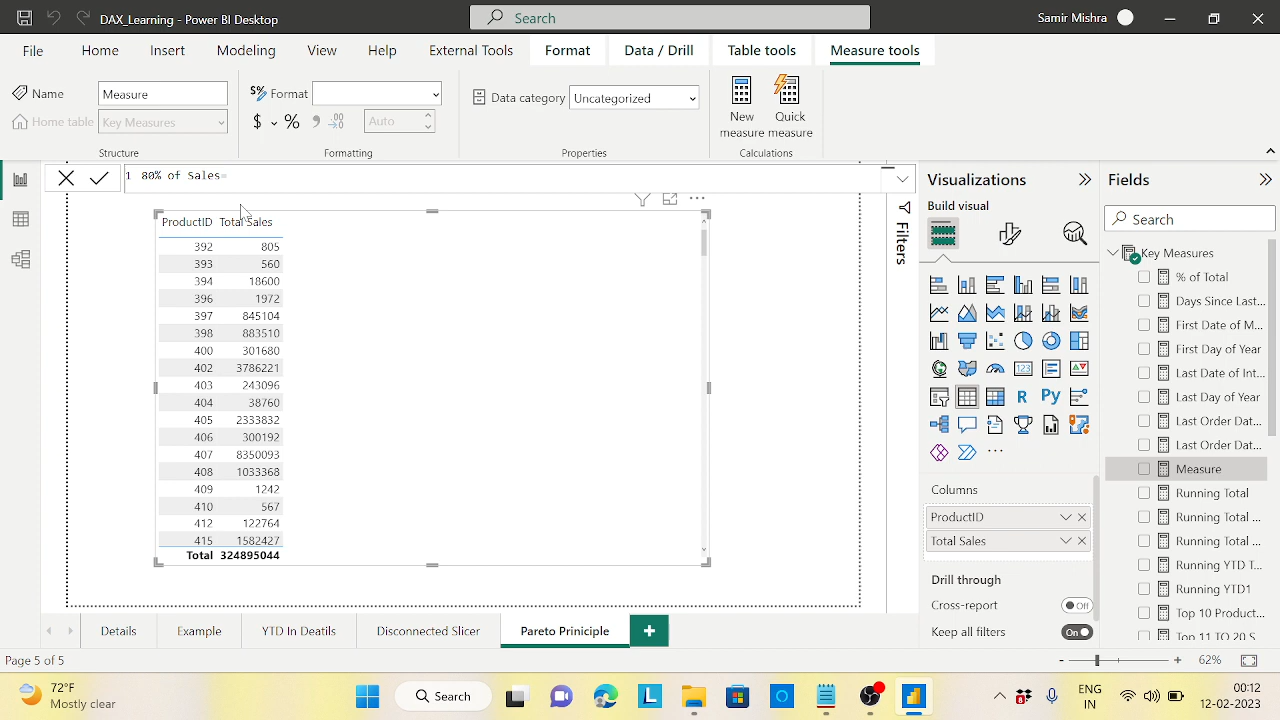 DAX_Learning - Power BI Desktop
Search
Samir Mishra
File
Home
Insert
Modeling
View
Help
External Tools
Format
Data / Drill
Table tools
Measure tools
Name
Measure
Home table
Key Measures
Structure
Format
$
%
Auto
Formatting
Data category
Uncategorized
Properties
New measure
Quick measure
Calculations
1 80% of Sales=
ProductID Total Sales
392 805
393 560
394 18600
396 1972
397 845104
398 883510
400 301680
402 3786221
403 243096
404 38760
405 2333832
406 300192
407 8350093
408 1033368
409 1242
410 567
412 122764
415 1582427
Total 324895044
Filters
Visualizations
Build visual
Columns
ProductID
Total Sales
Drill through
Cross-report
Off
Keep all filters
On
Fields
Search
Key Measures
% of Total
Days Since Last...
First Date of M...
First Day of Year
Last Date of Int...
Last Day of Year
Last Order Dat...
Last Order Dat...
Measure
Running Total
Running Total ...
Running Total ...
Running YTD T...
Running YTD1
Top 10 Product...
Top 11 TO 20 S...
Details
Example
YTD In Deatils
Disconnected Slicer
Pareto Priniciple
Page 5 of 5
62%
72°F
Mostly clear
Search
ENG
IN
00:12
12-02-2023